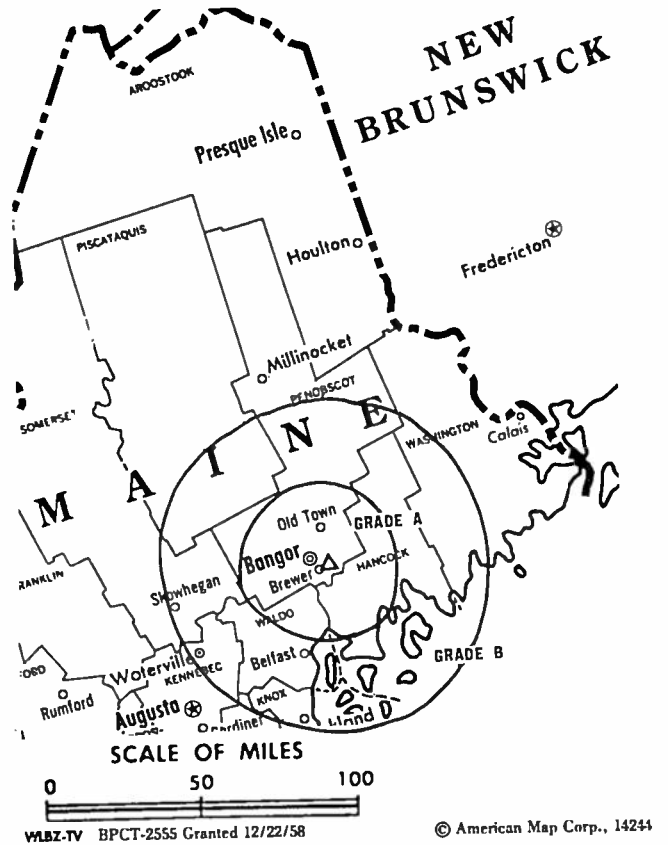 NEW
BRUNSWICK
AROOSTOOK
Presque Isle
PISCATAQUIS
Houlton
Fredericton
Millinocket
PENOBSCOT
SOMERSET
WASHINGTON
Calais
MAINE
Old Town
GRADE A
Bangor
Brewer
HANCOCK
RANKLIN
Skowhegan
WALDO
Belfast
GRADE B
Waterville
KENNEBEC
Rumford
KNOX
Augusta
SCALE OF MILES
0 50 100
WLBZ-TV BPCT-2555 Granted 12/22/58
© American Map Corp., 14244